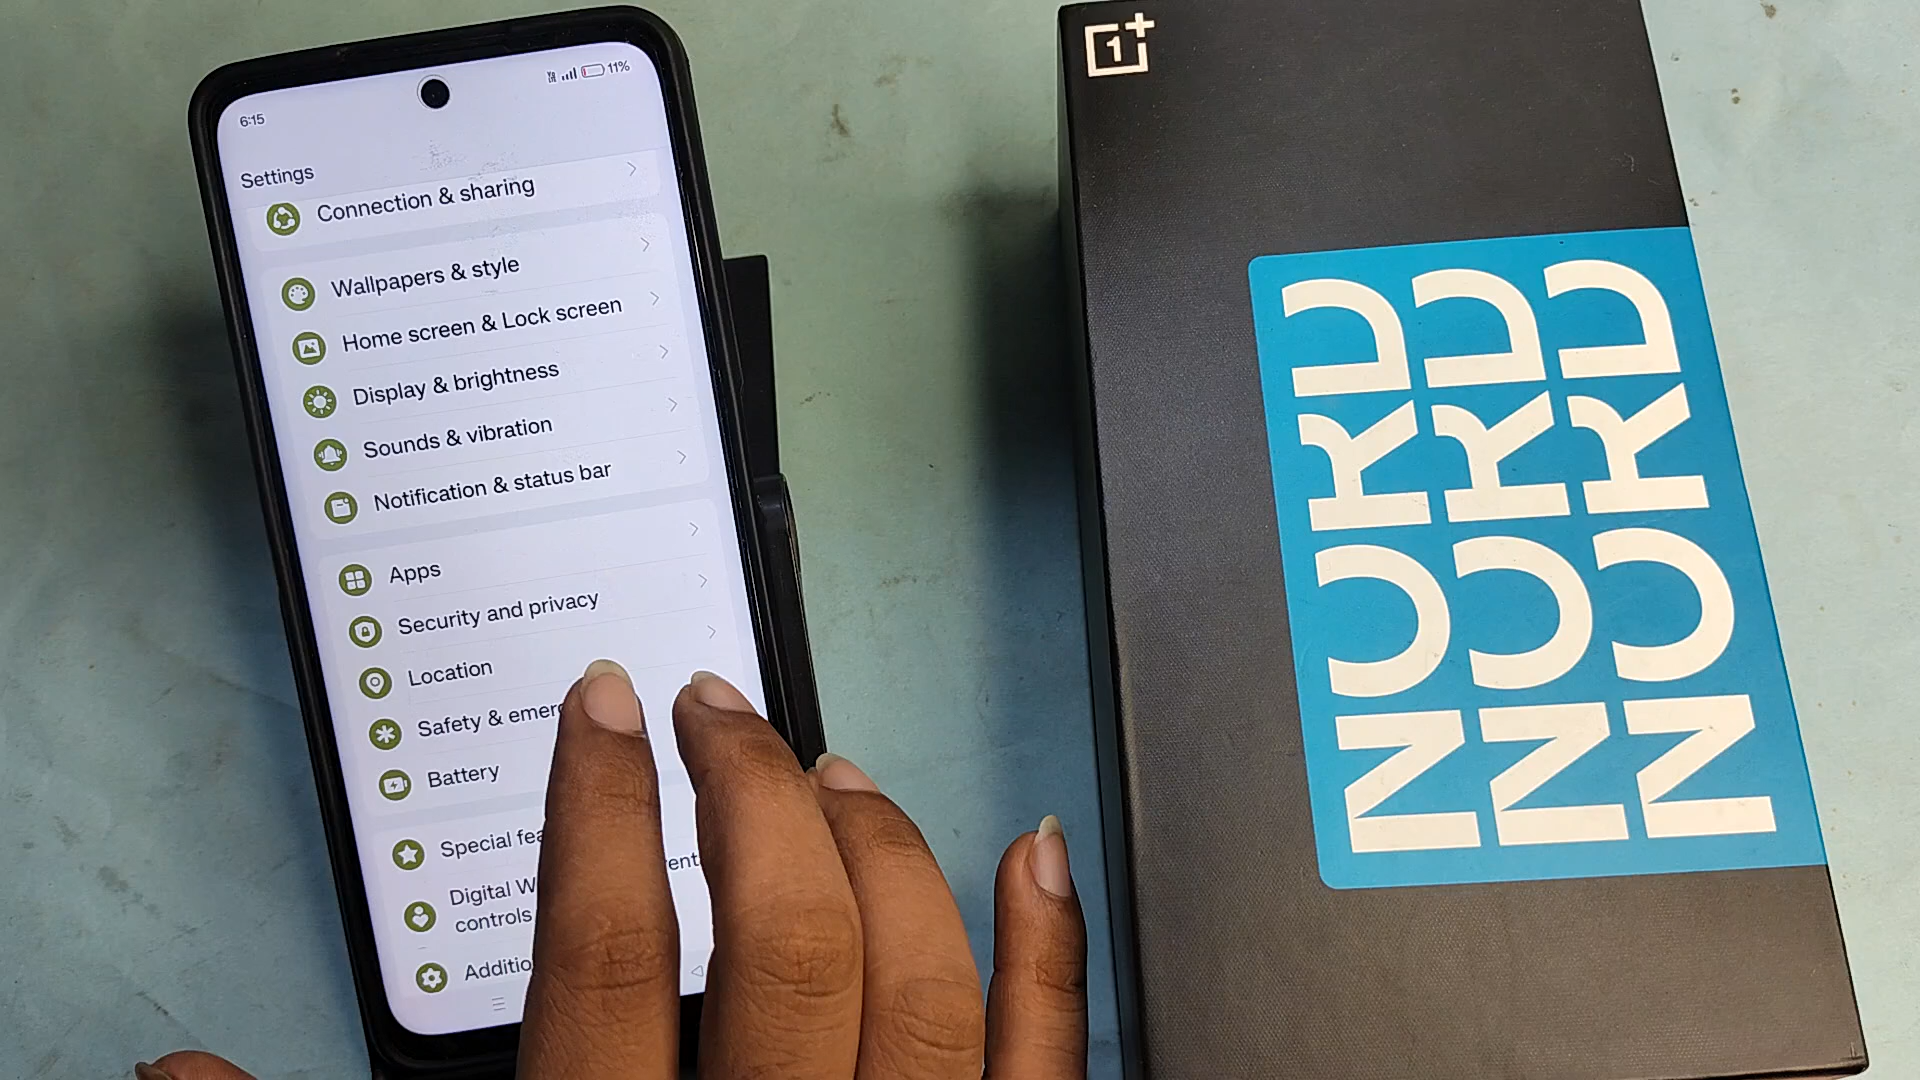 6:15
11%
Settings
Connection & sharing
Wallpapers & style
Home screen & Lock screen
Display & brightness
Sounds & vibration
Notification & status bar
Apps
Security and privacy
Location
Safety & emer
Battery
Special fea
Digital W
controls
Additio
1+
NORD
NORD
NORD